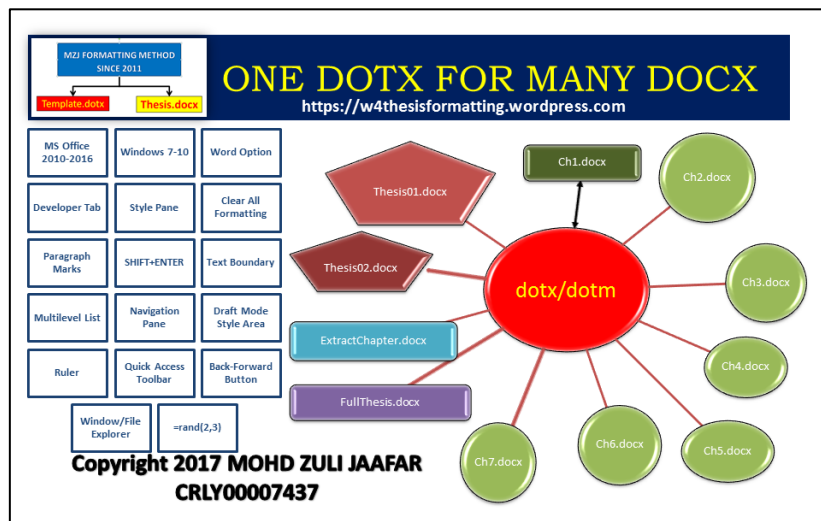 MZJ FORMATTING METHOD
SINCE 2011
Template.dotx
Thesis.docx
ONE DOTX FOR MANY DOCX
https://w4thesisformatting.wordpress.com
MS Office
2010-2016
Windows 7-10
Word Option
Developer Tab
Style Pane
Clear All
Formatting
Paragraph
Marks
SHIFT+ENTER
Text Boundary
Multilevel List
Navigation
Pane
Draft Mode
Style Area
Ruler
Quick Access
Toolbar
Back-Forward
Button
Window/File
Explorer
=rand(2,3)
Thesis01.docx
Ch1.docx
Ch2.docx
Thesis02.docx
dotx/dotm
Ch3.docx
ExtractChapter.docx
Ch4.docx
FullThesis.docx
Ch7.docx
Ch6.docx
Ch5.docx
Copyright 2017 MOHD ZULI JAAFAR
CRLY00007437